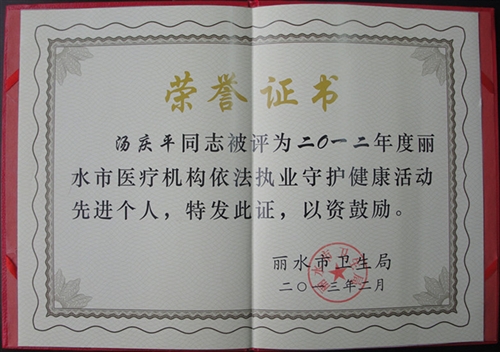 荣誉证书
汤庆平同志被评为二〇一二年度丽
水市医疗机构依法执业守护健康活动
先进个人，特发此证，以资鼓励。
丽水市卫生局
二〇一三年二月